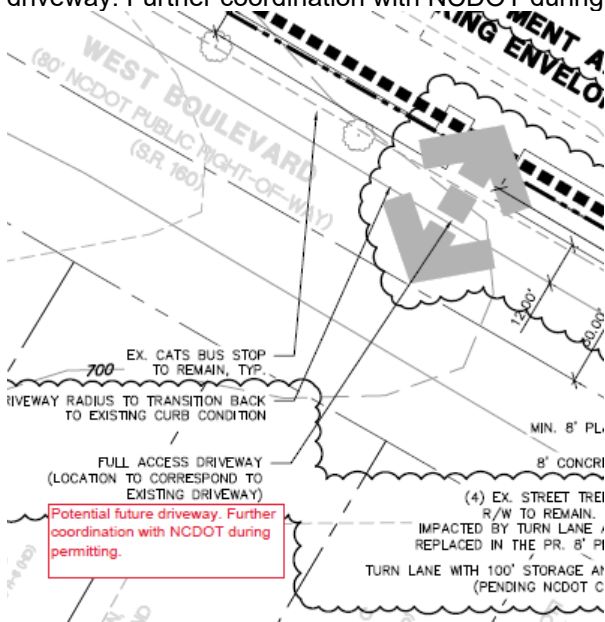 driveway. Further coordination with NCDOT during
WEST BOULEVARD
(80' NCDOT PUBLIC RIGHT-OF-WAY)
(S.R. 160)
12.00'
EX. CATS BUS STOP
TO REMAIN, TYP.
700
RIVEWAY RADIUS TO TRANSITION BACK
TO EXISTING CURB CONDITION
MIN. 8' PL
FULL ACCESS DRIVEWAY
(LOCATION TO CORRESPOND TO
EXISTING DRIVEWAY)
8' CONCRE
Potential future driveway. Further
coordination with NCDOT during
permitting.
(4) EX. STREET TREE
R/W TO REMAIN.
IMPACTED BY TURN LANE A
REPLACED IN THE PR. 8' P
TURN LANE WITH 100' STORAGE AN
(PENDING NCDOT C